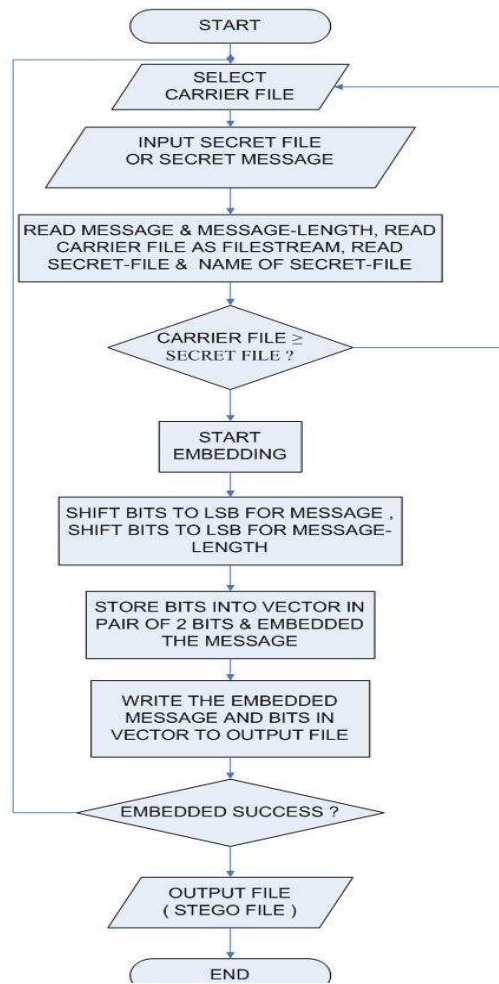 START
SELECT
CARRIER FILE
INPUT SECRET FILE
OR SECRET MESSAGE
READ MESSAGE & MESSAGE-LENGTH, READ
CARRIER FILE AS FILESTREAM, READ
SECRET-FILE & NAME OF SECRET-FILE
CARRIER FILE ≥
SECRET FILE ?
START
EMBEDDING
SHIFT BITS TO LSB FOR MESSAGE ,
SHIFT BITS TO LSB FOR MESSAGE-
LENGTH
STORE BITS INTO VECTOR IN
PAIR OF 2 BITS & EMBEDDED
THE MESSAGE
WRITE THE EMBEDDED
MESSAGE AND BITS IN
VECTOR TO OUTPUT FILE
EMBEDDED SUCCESS ?
OUTPUT FILE
( STEGO FILE )
END